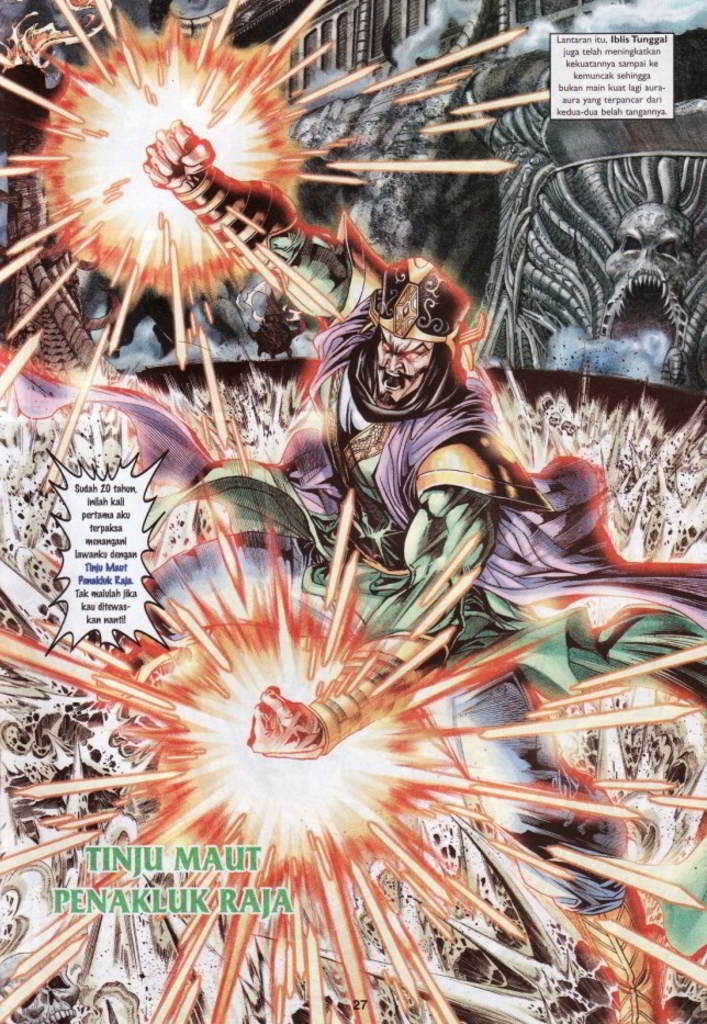 Lantaran itu, Iblis Tunggal
juga telah meningkatkan
kekuatannya sampai ke
kemuncak sehingga
bukan main kuat lagi aura-
aura yang terpancar dari
kedua-dua belah tangannya.
Sudah 20 tahun,
inilah kali
pertama aku
terpaksa
menangani
lawanku dengan
Tinju Maut
Penakluk Raja.
Tak malulah jika
kau ditewas-
kan nanti!
TINJU MAUT
PENAKLUK RAJA
27